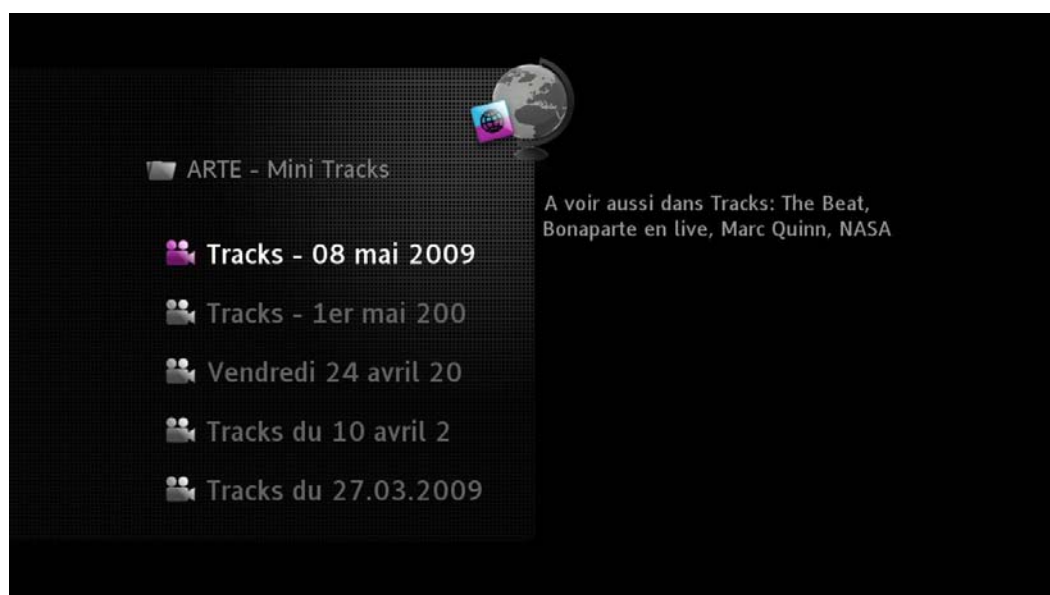 ARTE - Mini Tracks
Tracks - 08 mai 2009
Tracks - 1er mai 200
Vendredi 24 avril 20
Tracks du 10 avril 2
Tracks du 27.03.2009
A voir aussi dans Tracks: The Beat,
Bonaparte en live, Marc Quinn, NASA